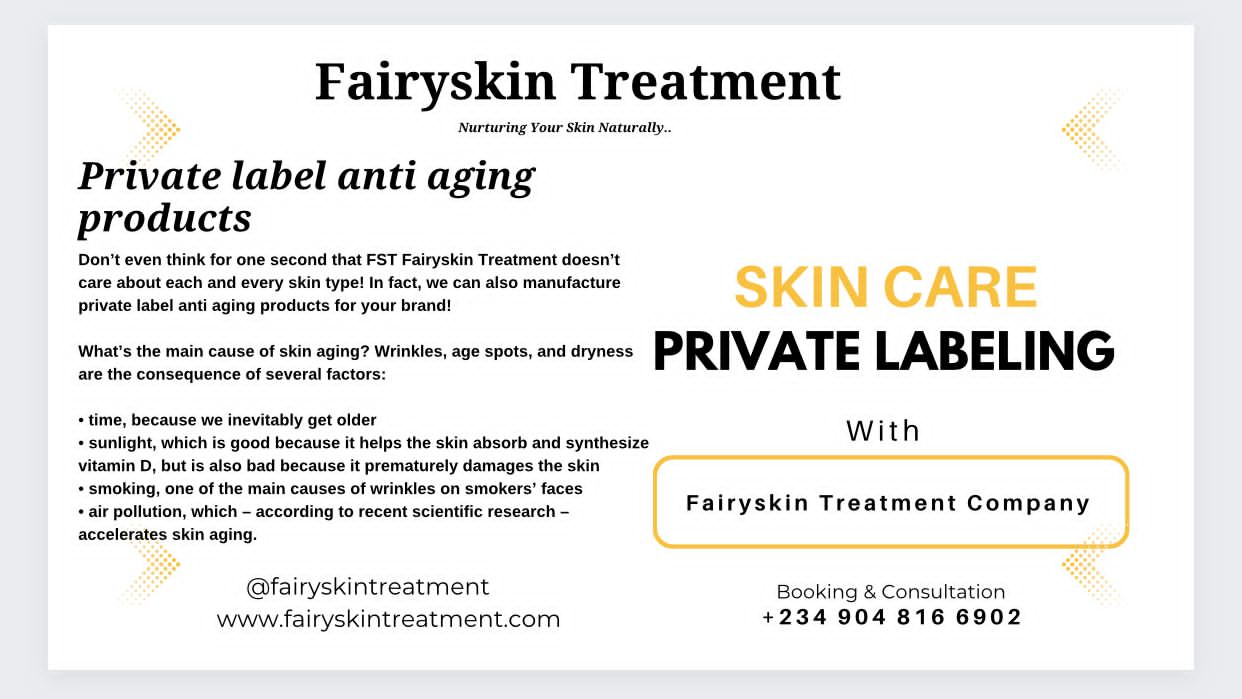 Fairyskin Treatment
Nurturing Your Skin Naturally..
Private label anti aging
products
Don’t even think for one second that FST Fairyskin Treatment doesn’t
care about each and every skin type! In fact, we can also manufacture
private label anti aging products for your brand!
What’s the main cause of skin aging? Wrinkles, age spots, and dryness
are the consequence of several factors:
• time, because we inevitably get older
• sunlight, which is good because it helps the skin absorb and synthesize
vitamin D, but is also bad because it prematurely damages the skin
• smoking, one of the main causes of wrinkles on smokers’ faces
• air pollution, which – according to recent scientific research –
accelerates skin aging.
@fairyskintreatment
www.fairyskintreatment.com
SKIN CARE
PRIVATE LABELING
With
Fairyskin Treatment Company
Booking & Consultation
+234 904 816 6902